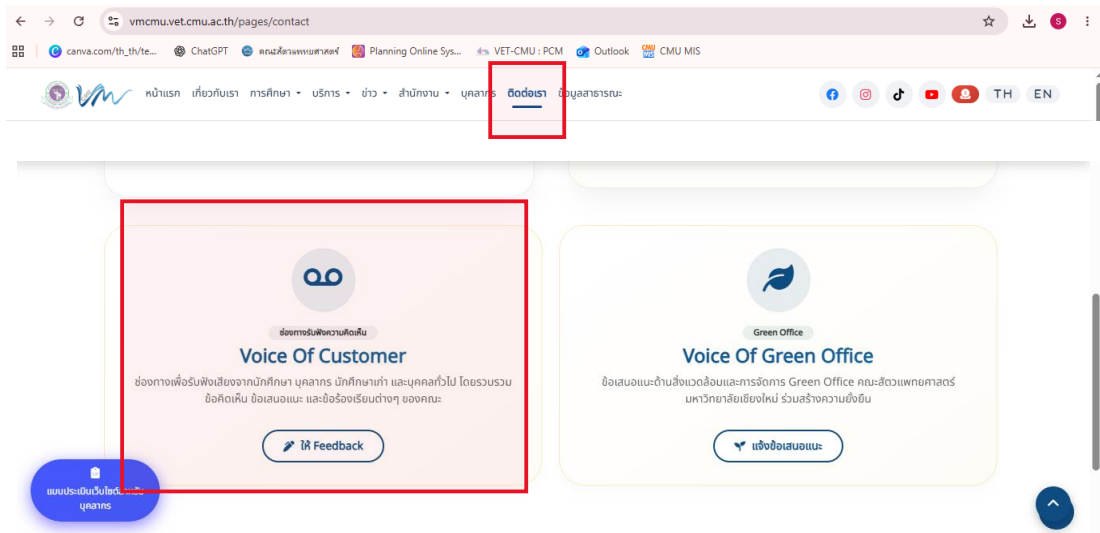 vmcmu.vet.cmu.ac.th/pages/contact
S
canva.com/th_th/te... ChatGPT คณะสัตวแพทยศาสตร์ Planning Online Sys... VET-CMU : PCM Outlook CMU MIS
VM หน้าแรก เกี่ยวกับเรา การศึกษา บริการ ข่าว สำนักงาน บุคลากร ติดต่อเรา ข้อมูลสาธารณะ TH EN
ช่องทางรับฟังความคิดเห็น
Voice Of Customer
ช่องทางเพื่อรับฟังเสียงจากนักศึกษา บุคลากร นักศึกษาเก่า และบุคคลทั่วไป โดยรวบรวม
ข้อคิดเห็น ข้อเสนอแนะ และข้อร้องเรียนต่างๆ ของคณะ
ให้ Feedback
Green Office
Voice Of Green Office
ข้อเสนอแนะด้านสิ่งแวดล้อมและการจัดการ Green Office คณะสัตวแพทยศาสตร์
มหาวิทยาลัยเชียงใหม่ ร่วมสร้างความยั่งยืน
แจ้งข้อเสนอแนะ
แบบประเมินเว็บไซต์
บุคลากร